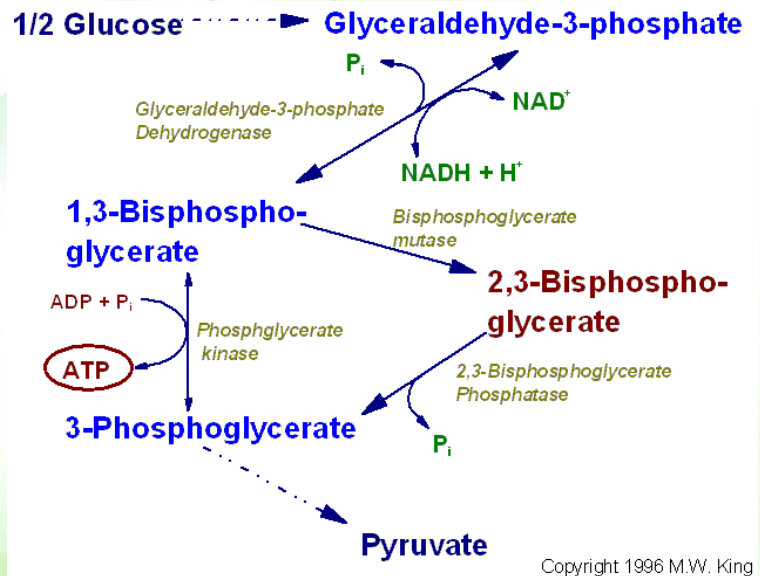 1/2 Glucose
Glyceraldehyde-3-phosphate
Pi
NAD+
Glyceraldehyde-3-phosphate
Dehydrogenase
NADH + H+
1,3-Bisphospho-
glycerate
Bisphosphoglycerate
mutase
2,3-Bisphospho-
glycerate
ADP + Pi
Phosphglycerate
kinase
ATP
2,3-Bisphosphoglycerate
Phosphatase
3-Phosphoglycerate
Pi
Pyruvate
Copyright 1996 M.W. King